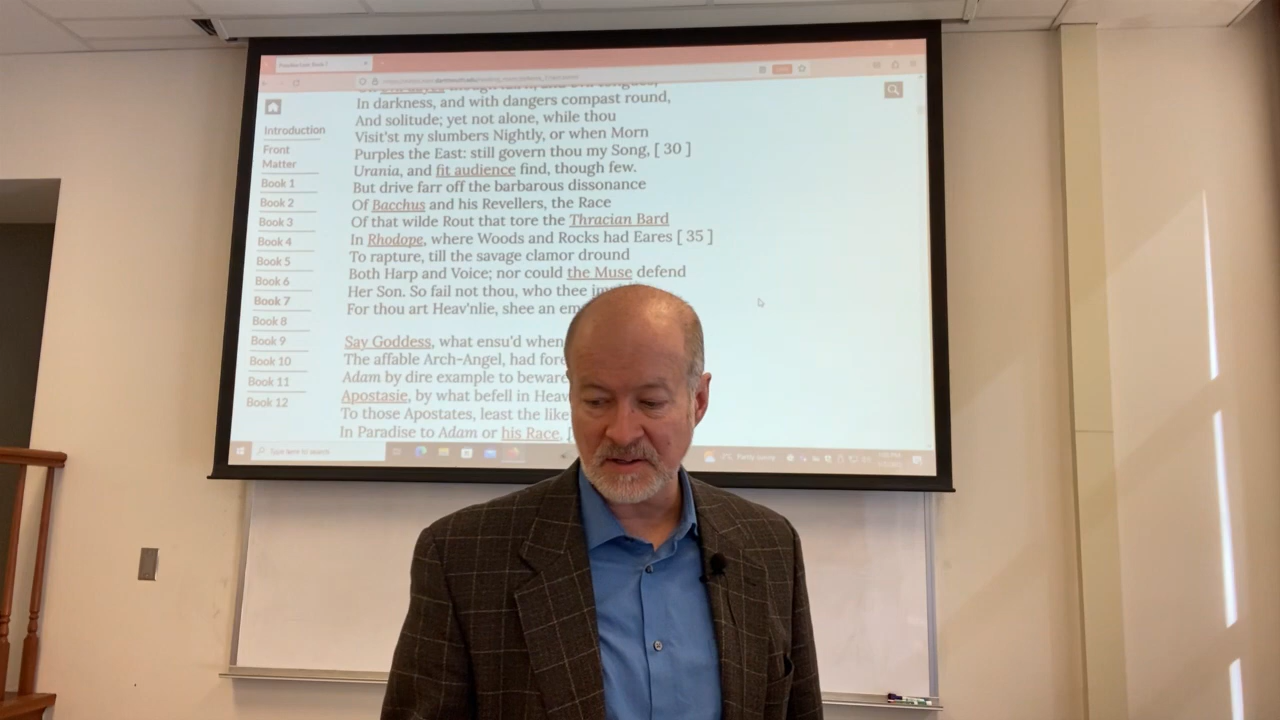 Paradise Lost: Book 7
In darkness, and with dangers compast round,
And solitude; yet not alone, while thou
Visit'st my slumbers Nightly, or when Morn
Purples the East: still govern thou my Song, [ 30 ]
Urania, and fit audience find, though few.
But drive farr off the barbarous dissonance
Of Bacchus and his Revellers, the Race
Of that wilde Rout that tore the Thracian Bard
In Rhodope, where Woods and Rocks had Eares [ 35 ]
To rapture, till the savage clamor dround
Both Harp and Voice; nor could the Muse defend
Her Son. So fail not thou, who thee
For thou art Heav'nlie, shee an
Say Goddess, what ensu'd when
The affable Arch-Angel, had
Adam by dire example to beware
Apostasie, by what befell in
To those Apostates, least the like
In Paradise to Adam or his Race, [
Introduction
Front
Matter
Book 1
Book 2
Book 3
Book 4
Book 5
Book 6
Book 7
Book 8
Book 9
Book 10
Book 11
Book 12
Type here to search